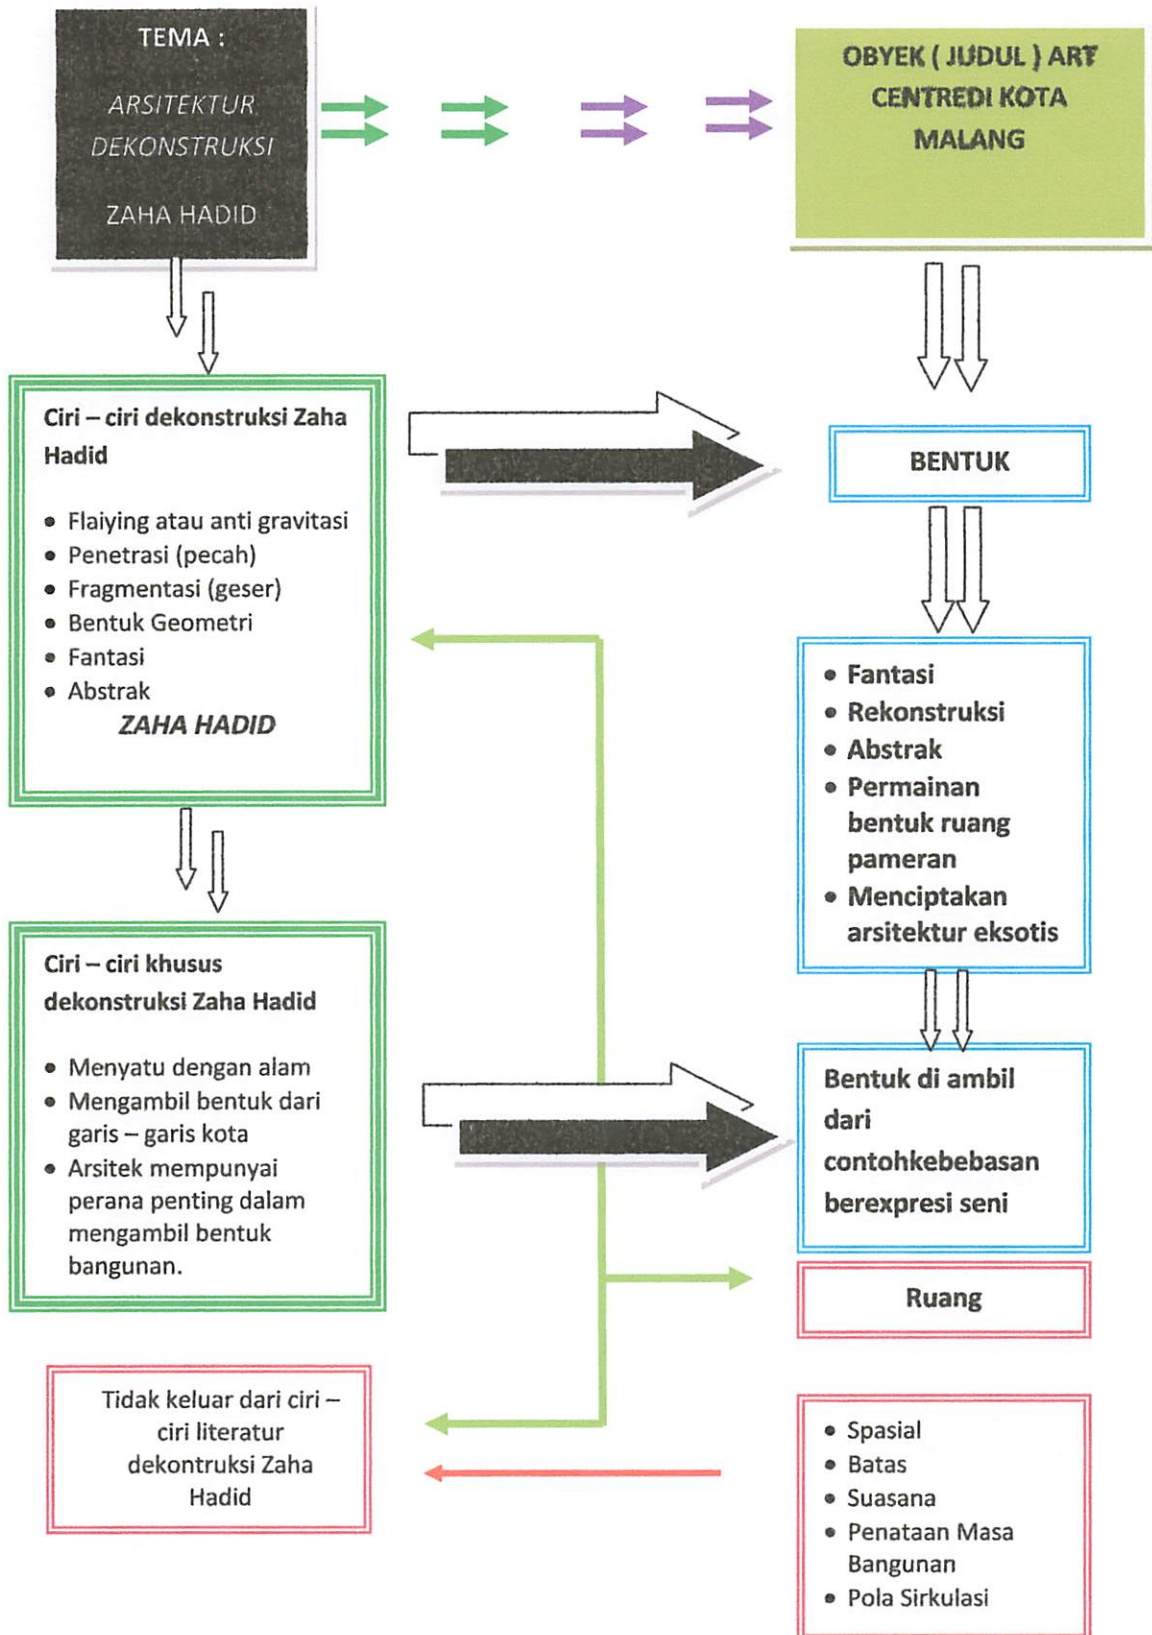 TEMA :
ARSITEKTUR
DEKONSTRUKSI
ZAHA HADID
OBYEK ( JUDUL ) ART
CENTREDI KOTA
MALANG
Ciri – ciri dekonstruksi Zaha
Hadid
• Flaiying atau anti gravitasi
• Penetrasi (pecah)
• Fragmentasi (geser)
• Bentuk Geometri
• Fantasi
• Abstrak
ZAHA HADID
BENTUK
• Fantasi
• Rekonstruksi
• Abstrak
• Permainan
bentuk ruang
pameran
• Menciptakan
arsitektur eksotis
Ciri – ciri khusus
dekonstruksi Zaha Hadid
• Menyatu dengan alam
• Mengambil bentuk dari
garis – garis kota
• Arsitek mempunyai
perana penting dalam
mengambil bentuk
bangunan.
Bentuk di ambil
dari
contohkebebasan
berexpresi seni
Ruang
Tidak keluar dari ciri –
ciri literatur
dekontruksi Zaha
Hadid
• Spasial
• Batas
• Suasana
• Penataan Masa
Bangunan
• Pola Sirkulasi